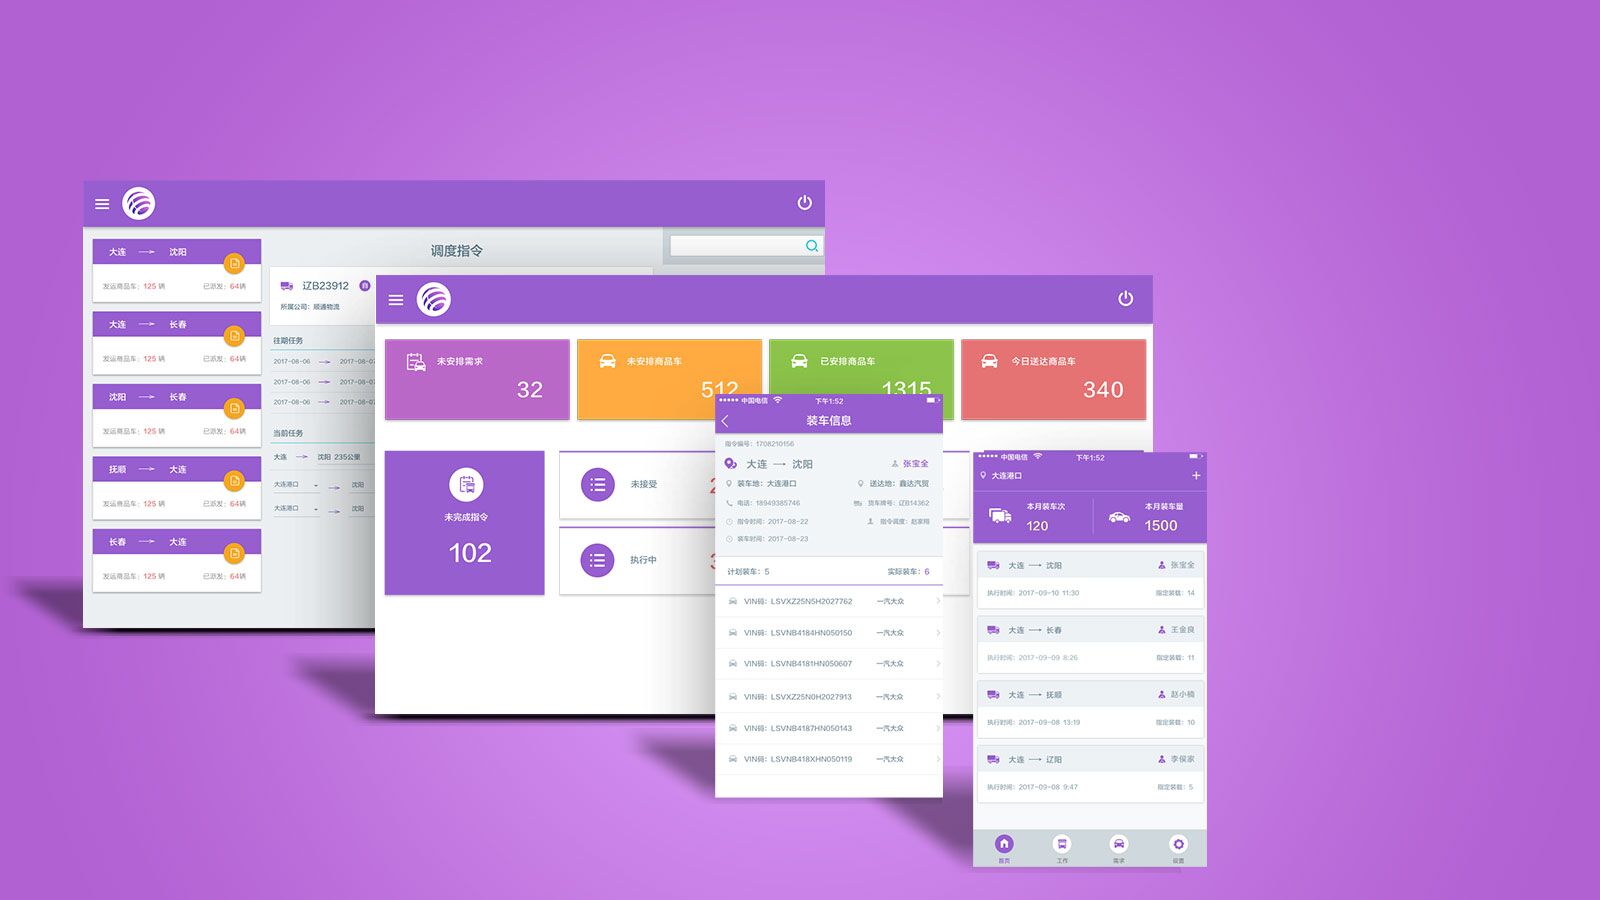 大连 → 沈阳
发运商品车：125 辆 已派发：64辆
大连 → 长春
发运商品车：125 辆 已派发：64辆
沈阳 → 长春
发运商品车：125 辆 已派发：64辆
抚顺 → 大连
发运商品车：125 辆 已派发：64辆
长春 → 大连
发运商品车：125 辆 已派发：64辆
调度指令
辽B23912
所属公司：顺通物流
往期任务
2017-08-06 → 2017-08-07
2017-08-06 → 2017-08-07
2017-08-06 → 2017-08-07
当前任务
大连 → 沈阳 235公里
大连港口 → 沈阳
大连港口 → 沈阳
未安排需求
32
未安排商品车
512
已安排商品车
1315
今日送达商品车
340
未完成指令
102
未接受
执行中
中国电信 下午1:52
装车信息
指令编号：1708210156
大连 → 沈阳 张宝全
装车地：大连港口 送达地：鑫达汽贸
电话：18949385746 货车牌号：辽B14362
指令时间：2017-08-22 指令调度：赵家翔
装车时间：2017-08-23
计划装车：5 实际装车：6
VIN码：LSVXZ25N5H2027762 一汽大众
VIN码：LSVNB4184HN050150 一汽大众
VIN码：LSVNB4181HN050607 一汽大众
VIN码：LSVXZ25N0H2027913 一汽大众
VIN码：LSVNB4187HN050143 一汽大众
VIN码：LSVNB418XHN050119 一汽大众
中国电信 下午1:52
大连港口 +
本月装车次 本月装车量
120 1500
大连 → 沈阳 张宝全
执行时间：2017-09-10 11:30 指定装载：14
大连 → 长春 王金良
执行时间：2017-09-09 8:26 指定装载：11
大连 → 抚顺 赵小楠
执行时间：2017-09-08 13:19 指定装载：10
大连 → 辽阳 李侯家
执行时间：2017-09-08 9:47 指定装载：5
首页 工作 需求 设置